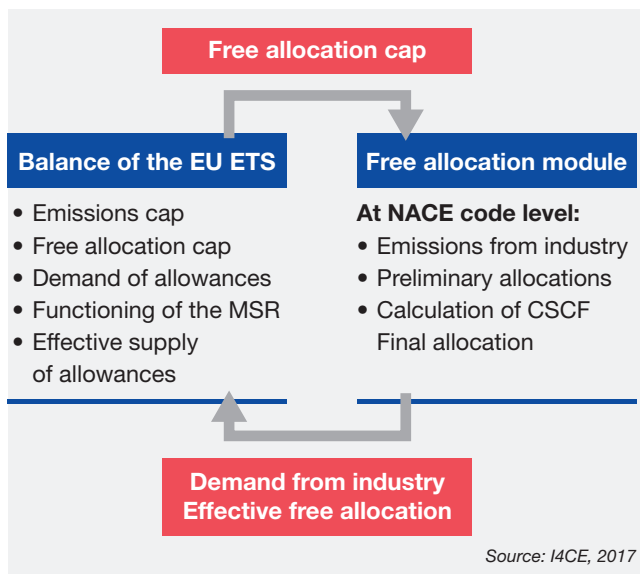 Free allocation cap
Balance of the EU ETS
• Emissions cap
• Free allocation cap
• Demand of allowances
• Functioning of the MSR
• Effective supply
of allowances
Free allocation module
At NACE code level:
• Emissions from industry
• Preliminary allocations
• Calculation of CSCF
Final allocation
Demand from industry
Effective free allocation
Source: I4CE, 2017